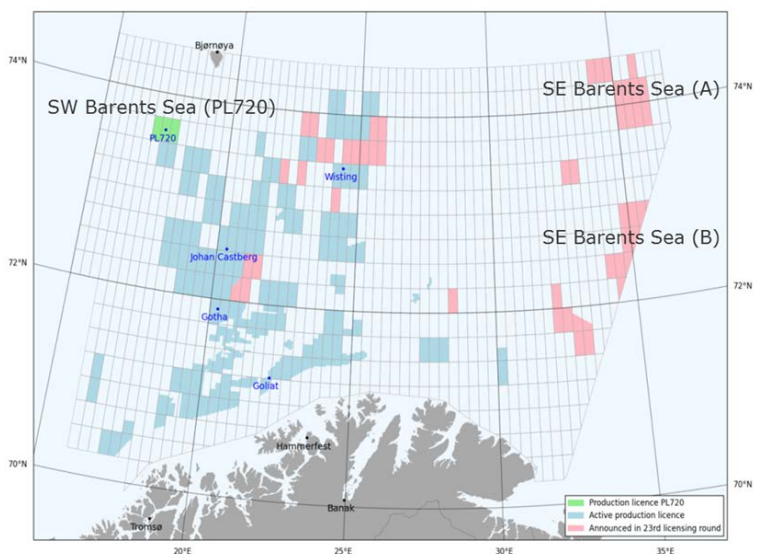 Bjørnøya
74°N
SE Barents Sea (A)
74°N
SW Barents Sea (PL720)
PL720
Wisting
SE Barents Sea (B)
Johan Castberg
72°N
72°N
Gotha
Goliat
Hammerfest
70°N
70°N
Banak
Tromsø
Production licence PL720
Active production licence
Announced in 23rd licensing round
20°E
25°E
30°E
35°E